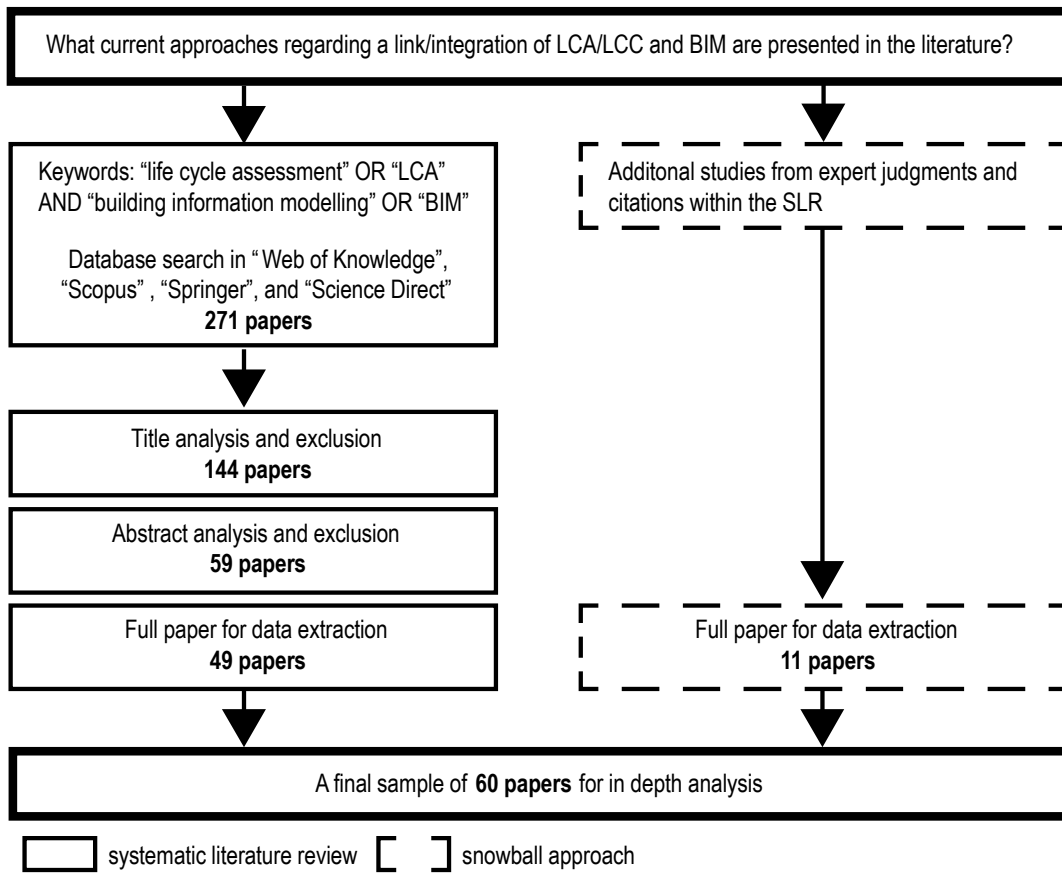 What current approaches regarding a link/integration of LCA/LCC and BIM are presented in the literature?
Keywords: “life cycle assessment” OR “LCA”
AND “building information modelling” OR “BIM”
Database search in “ Web of Knowledge”,
“Scopus” , “Springer”, and “Science Direct”
271 papers
Additonal studies from expert judgments and
citations within the SLR
Title analysis and exclusion
144 papers
Abstract analysis and exclusion
59 papers
Full paper for data extraction
49 papers
Full paper for data extraction
11 papers
A final sample of 60 papers for in depth analysis
systematic literature review
snowball approach